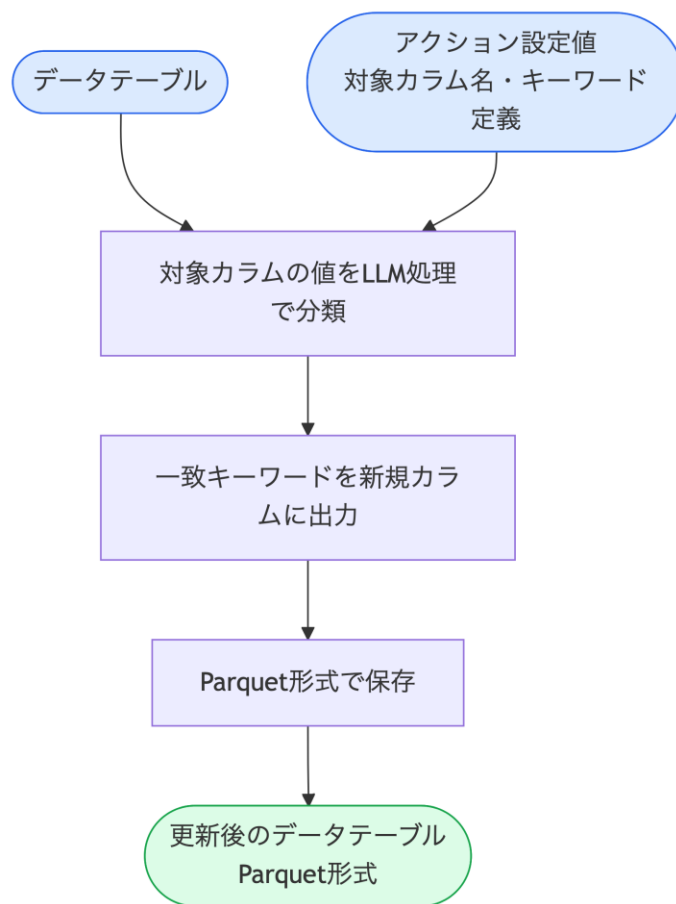 データテーブル
アクション設定値
対象カラム名・キーワード
定義
対象カラムの値をLLM処理
で分類
一致キーワードを新規カラ
ムに出力
Parquet形式で保存
更新後のデータテーブル
Parquet形式